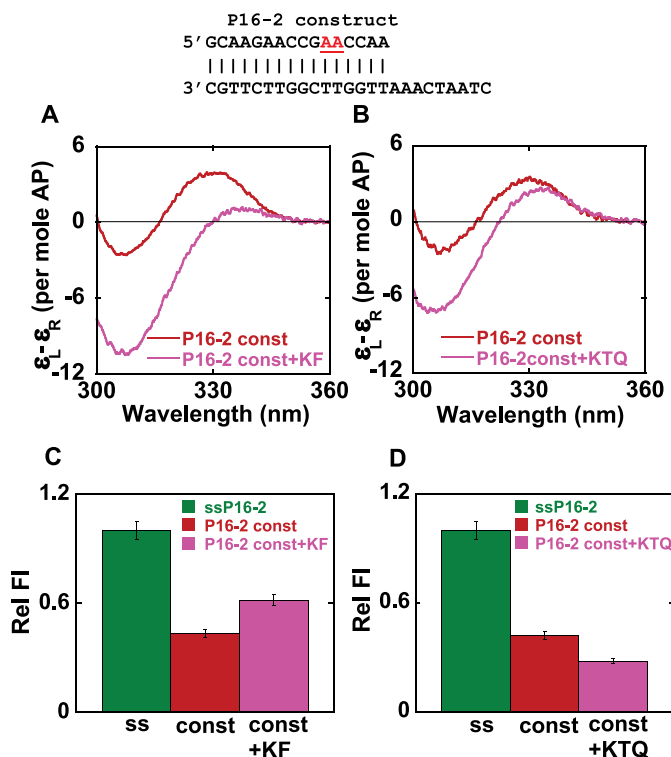 P16-2 construct
5’GCAAGAACCGAACCAA
3’CGTTCTTGGCTTGGTTAAACTAATC
A
6
0
-6
-12
εL-εR (per mole AP)
P16-2 const
P16-2 const+KF
300 330 360
Wavelength (nm)
B
6
0
-6
-12
εL-εR (per mole AP)
P16-2 const
P16-2const+KTQ
300 330 360
Wavelength (nm)
C
1.2
0.6
0
Rel FI
ssP16-2
P16-2 const
P16-2 const+KF
ss const const
+KF
D
1.2
0.6
0
Rel FI
ssP16-2
P16-2 const
P16-2 const+KTQ
ss const const
+KTQ